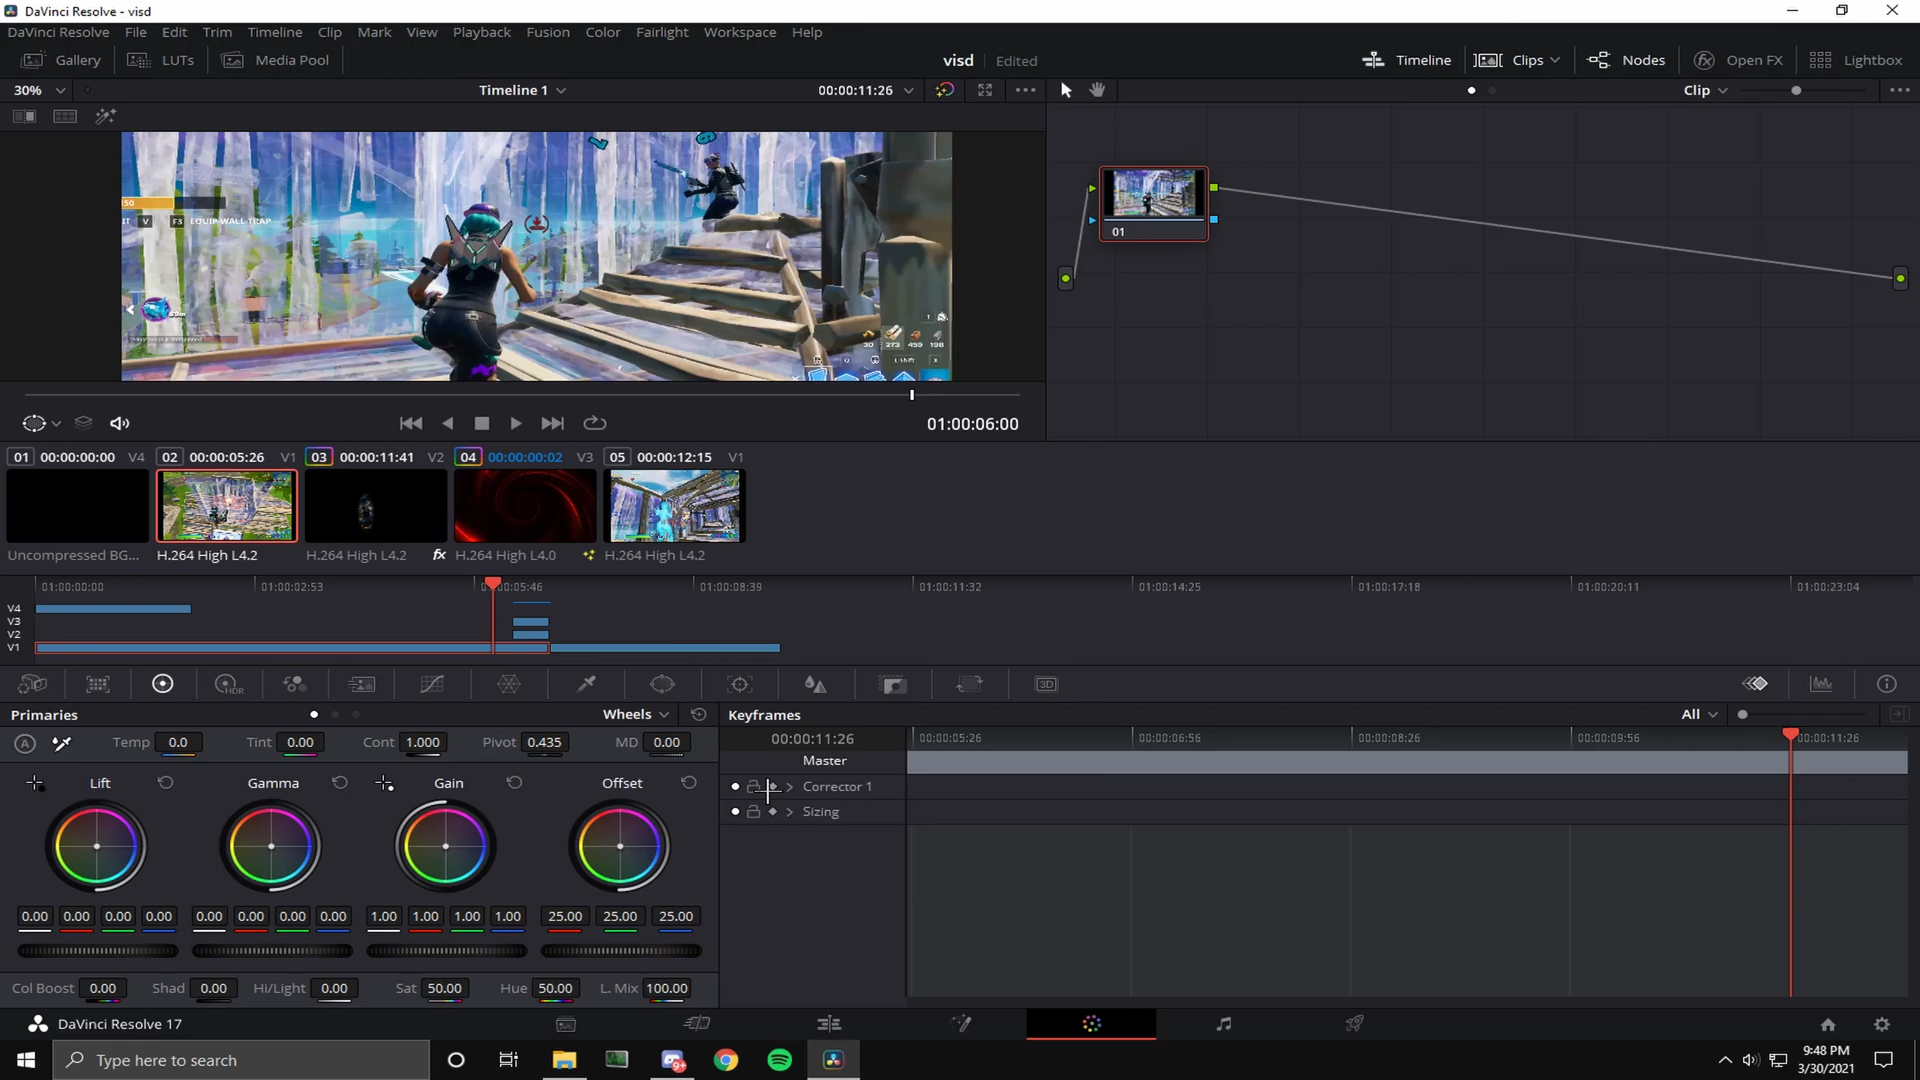 DaVinci Resolve - visd
DaVinci Resolve File Edit Trim Timeline Clip Mark View Playback Fusion Color Fairlight Workspace Help
Gallery LUTs Media Pool visd Edited Timeline Clips Nodes Open FX Lightbox
30% Timeline 1 00:00:11:26 Clip
150
V F3 EQUIP WALL TRAP
30 273 459 198
Q L.Shift X
01
01:00:06:00
01 00:00:00:00 V4 02 00:00:05:26 V1 03 00:00:11:41 V2 04 00:00:00:02 V3 05 00:00:12:15 V1
Uncompressed BG... H.264 High L4.2 H.264 High L4.2 fx H.264 High L4.0 H.264 High L4.2
01:00:00:00 01:00:02:53 01:00:05:46 01:00:08:39 01:00:11:32 01:00:14:25 01:00:17:18 01:00:20:11 01:00:23:04
V4
V3
V2
V1
HDR 3D
Primaries Wheels Keyframes All
A Temp 0.0 Tint 0.00 Cont 1.000 Pivot 0.435 MD 0.00
00:00:11:26 00:00:05:26 00:00:06:56 00:00:08:26 00:00:09:56 00:00:11:26
Master
Lift Gamma Gain Offset
Corrector 1
Sizing
0.00 0.00 0.00 0.00 0.00 0.00 0.00 0.00 1.00 1.00 1.00 1.00 25.00 25.00 25.00
Col Boost 0.00 Shad 0.00 Hi/Light 0.00 Sat 50.00 Hue 50.00 L. Mix 100.00
DaVinci Resolve 17
Type here to search
9+
9:48 PM
3/30/2021